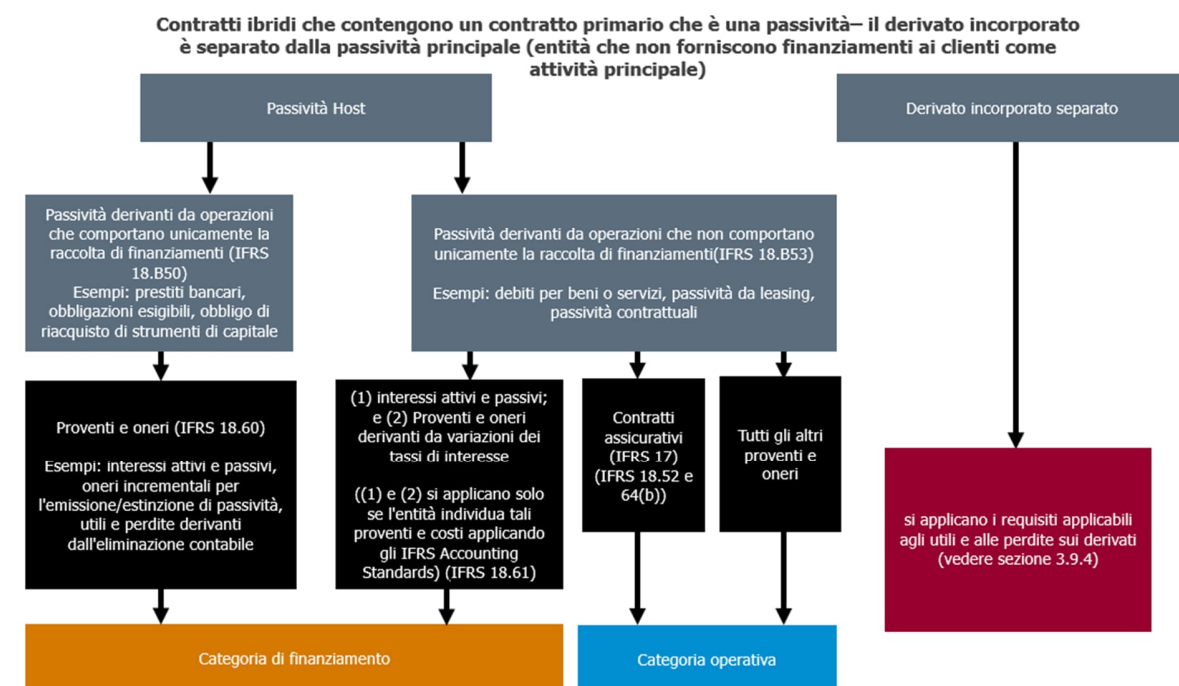 Contratti ibridi che contengono un contratto primario che è una passività– il derivato incorporato
è separato dalla passività principale (entità che non forniscono finanziamenti ai clienti come
attività principale)
Passività Host
Derivato incorporato separato
Passività derivanti da operazioni
che comportano unicamente la
raccolta di finanziamenti (IFRS
18.B50)
Esempi: prestiti bancari,
obbligazioni esigibili, obbligo di
riacquisto di strumenti di capitale
Passività derivanti da operazioni che non comportano
unicamente la raccolta di finanziamenti(IFRS 18.B53)
Esempi: debiti per beni o servizi, passività da leasing,
passività contrattuali
Proventi e oneri (IFRS 18.60)
Esempi: interessi attivi e passivi,
oneri incrementali per
l'emissione/estinzione di passività,
utili e perdite derivanti
dall'eliminazione contabile
(1) interessi attivi e passivi;
e (2) Proventi e oneri
derivanti da variazioni dei
tassi di interesse
((1) e (2) si applicano solo
se l'entità individua tali
proventi e costi applicando
gli IFRS Accounting
Standards) (IFRS 18.61)
Contratti
assicurativi
(IFRS 17)
(IFRS 18.52 e
64(b))
Tutti gli altri
proventi e
oneri
si applicano i requisiti applicabili
agli utili e alle perdite sui derivati
(vedere sezione 3.9.4)
Categoria di finanziamento
Categoria operativa